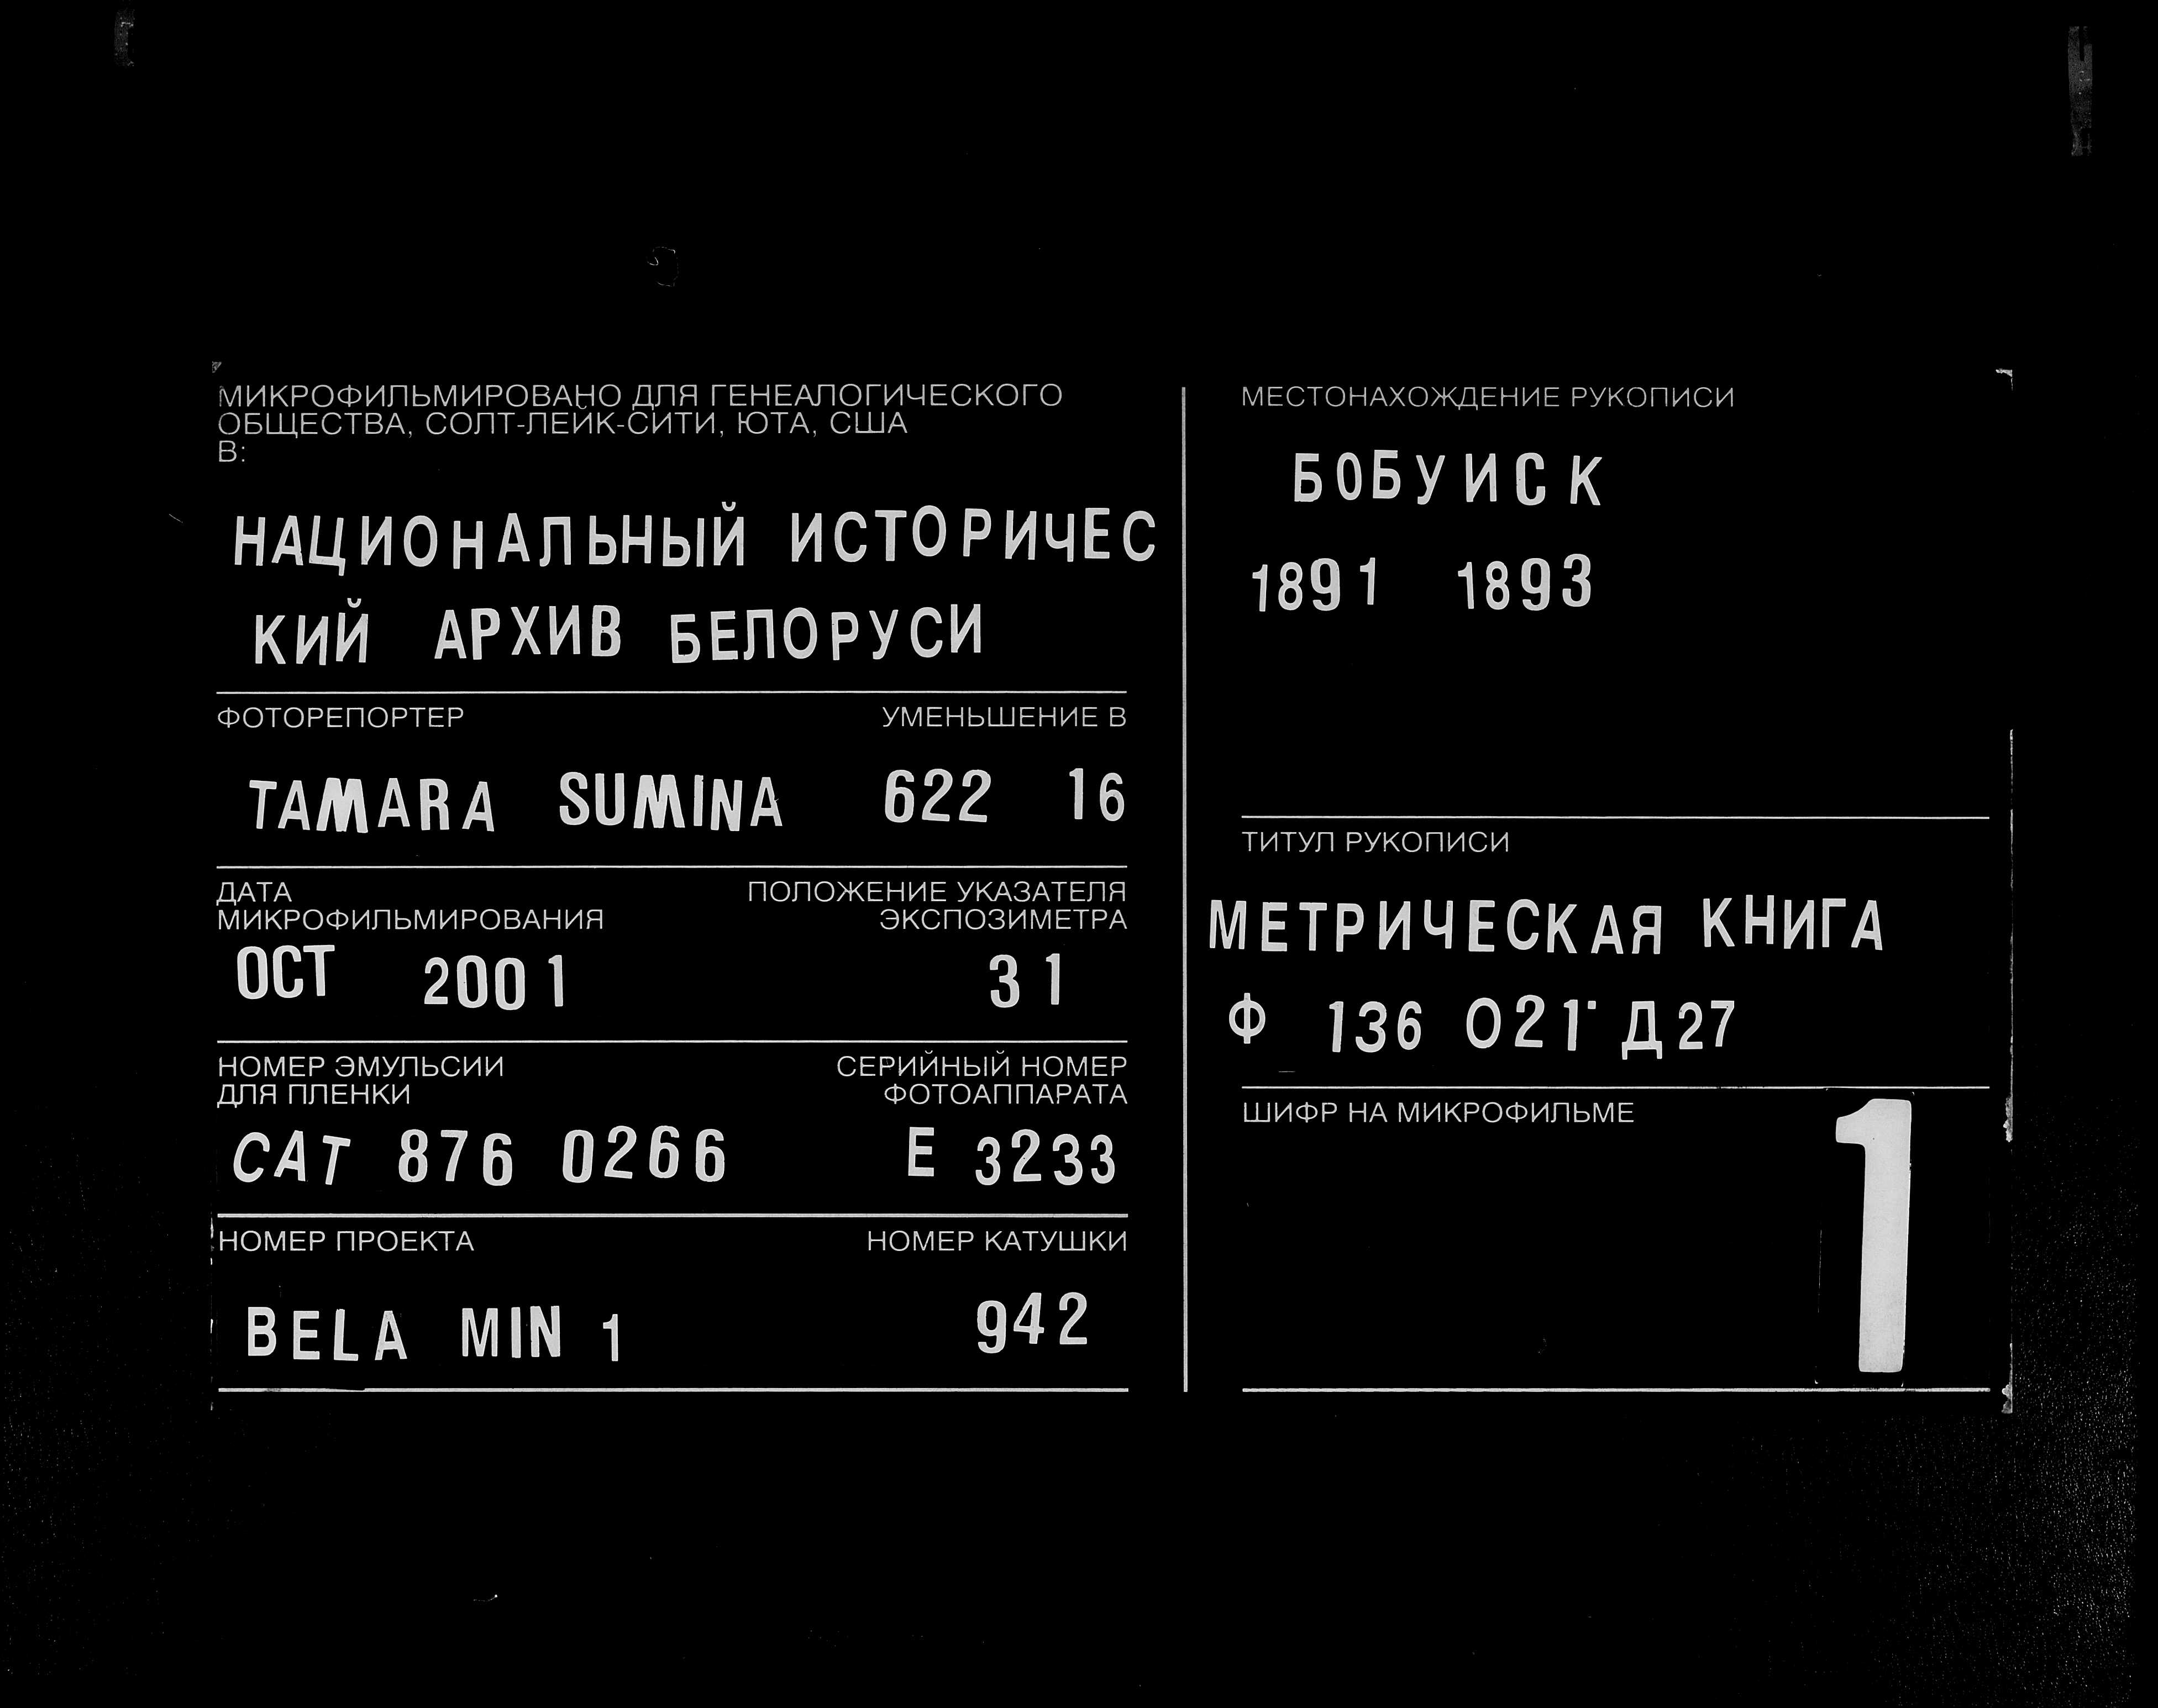 МИКРОФИЛЬМИРОВАНО ДЛЯ ГЕНЕАЛОГИЧЕСКОГО
ОБЩЕСТВА, СОЛТ-ЛЕЙК-СИТИ, ЮТА, США
В:
НАЦИОНАЛЬНЫЙ ИСТОРИЧЕС
КИЙ АРХИВ БЕЛОРУСИ
ФОТОРЕПОРТЕР УМЕНЬШЕНИЕ В
TAMARA SUMINA 622 16
ДАТА ПОЛОЖЕНИЕ УКАЗАТЕЛЯ
МИКРОФИЛЬМИРОВАНИЯ ЭКСПОЗИМЕТРА
OCT 2001 31
НОМЕР ЭМУЛЬСИИ СЕРИЙНЫЙ НОМЕР
ДЛЯ ПЛЕНКИ ФОТОАППАРАТА
CAT 876 0266 E 3233
НОМЕР ПРОЕКТА НОМЕР КАТУШКИ
BELA MIN 1 942
МЕСТОНАХОЖДЕНИЕ РУКОПИСИ
БОБУИСК
1891 1893
ТИТУЛ РУКОПИСИ
МЕТРИЧЕСКАЯ КНИГА
Ф 136 О21 Д27
ШИФР НА МИКРОФИЛЬМЕ
1